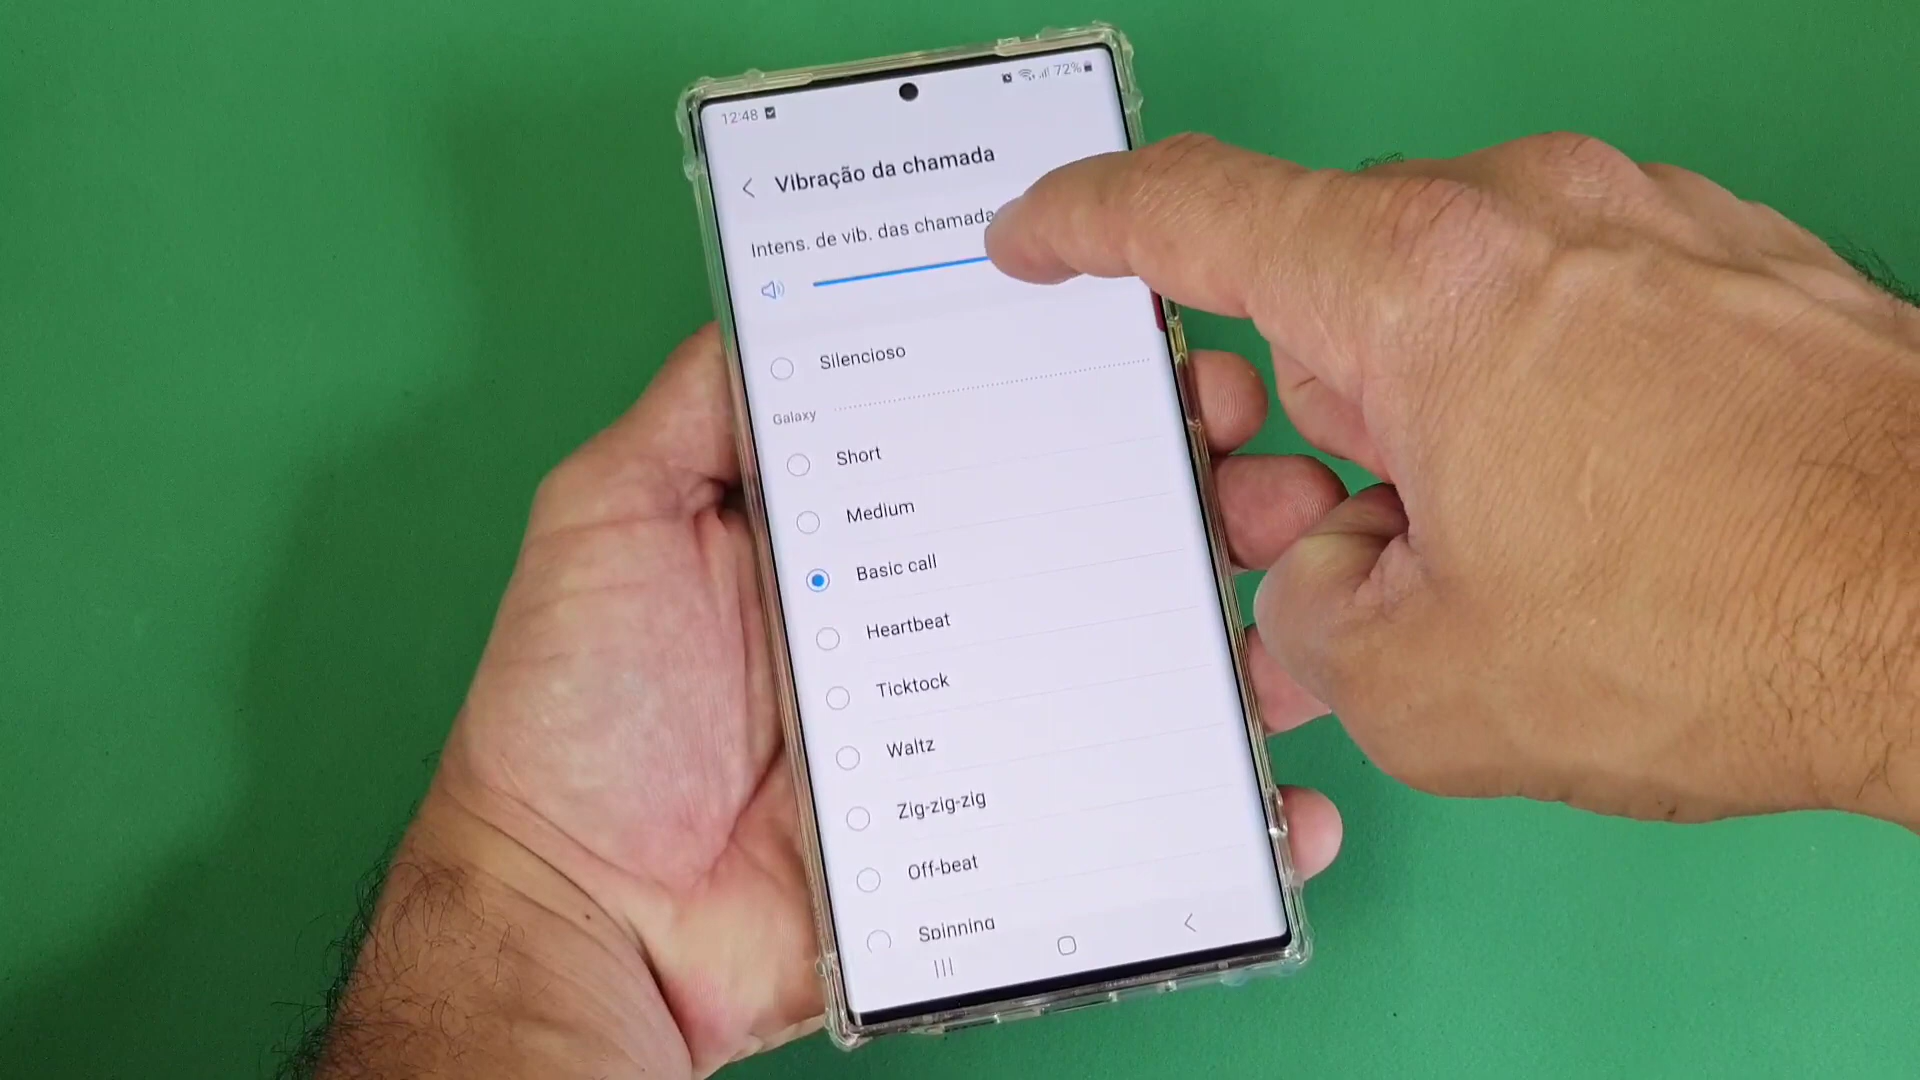 12:48
72%
Vibração da chamada
Intens. de vib. das chamada
Silencioso
Galaxy
Short
Medium
Basic call
Heartbeat
Ticktock
Waltz
Zig-zig-zig
Off-beat
Spinning